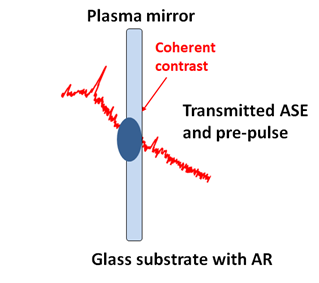 Plasma mirror
Coherent
contrast
Transmitted ASE
and pre-pulse
Glass substrate with AR